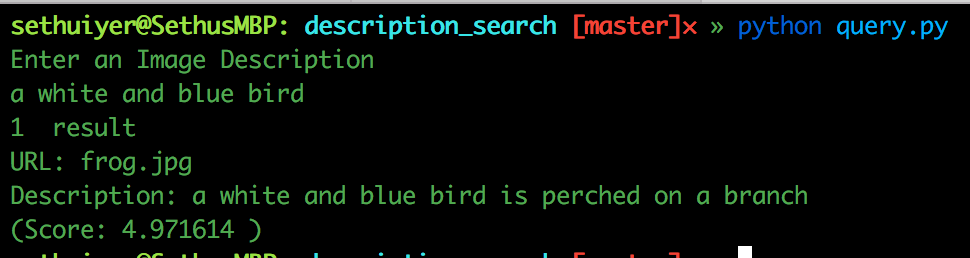 sethuiyer@SethusMBP: description_search [master]x » python query.py
Enter an Image Description
a white and blue bird
1  result
URL: frog.jpg
Description: a white and blue bird is perched on a branch
(Score: 4.971614 )